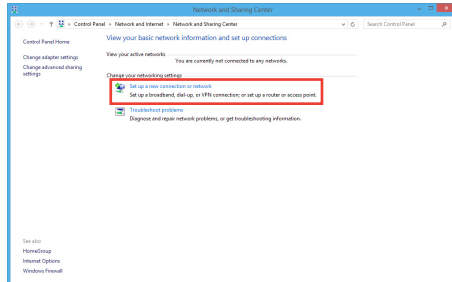 Network and Sharing Center
Control Panel ▸ Network and Internet ▸ Network and Sharing Center
Search Control Panel
Control Panel Home
Change adapter settings
Change advanced sharing
settings
View your basic network information and set up connections
View your active networks
You are currently not connected to any networks.
Change your networking settings
Set up a new connection or network
Set up a broadband, dial-up, or VPN connection; or set up a router or access point.
Troubleshoot problems
Diagnose and repair network problems, or get troubleshooting information.
See also
HomeGroup
Internet Options
Windows Firewall